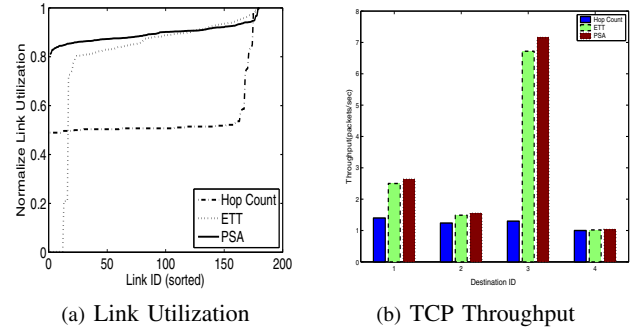 1
0.8
0.6
0.4
0.2
0
Normalize Link Utilization
Hop Count
ETT
PSA
0 50 100 150 200
Link ID (sorted)
(a) Link Utilization
8
7
6
5
4
3
2
1
0
Throughput(packets/sec)
Hop Count
ETT
PSA
1 2 3 4
Destination ID
(b) TCP Throughput